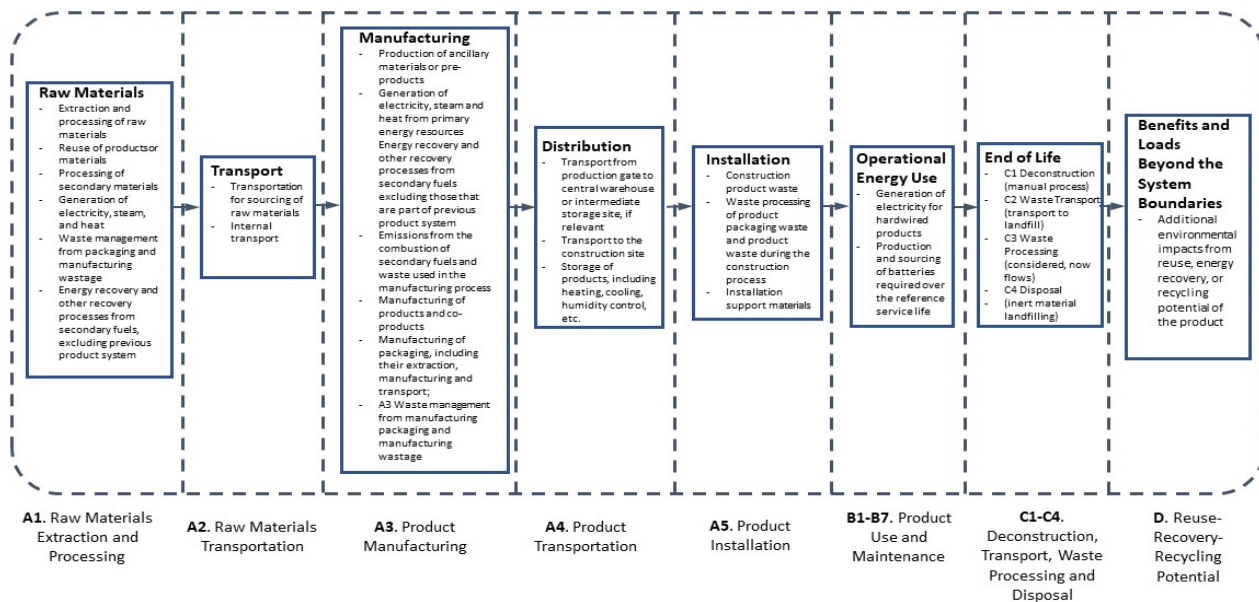 Raw Materials
- Extraction and
processing of raw
materials
- Reuse of productsor
materials
- Processing of
secondary materials
- Generation of
electricity, steam,
and heat
- Waste management
from packaging and
manufacturing
wastage
- Energy recovery and
other recovery
processes from
secondary fuels,
excluding previous
product system
Transport
- Transportation
for sourcing of
raw materials
- Internal
transport
Manufacturing
- Production of ancillary
materials or pre-
products
- Generation of
electricity, steam and
heat from primary
energy resources
Energy recovery and
other recovery
processes from
secondary fuels
excluding those that
are part of previous
product system
- Emissions from the
combustion of
secondary fuels and
waste used in the
manufacturing process
- Manufacturing of
products and co-
products
- Manufacturing of
packaging, including
their extraction,
manufacturing and
transport;
- A3 Waste management
from manufacturing
packaging and
manufacturing
wastage
Distribution
- Transport from
production gate to
central warehouse
or intermediate
storage site, if
relevant
- Transport to the
construction site
- Storage of
products, including
heating, cooling,
humidity control,
etc.
Installation
- Construction
product waste
- Waste processing of
product packaging
waste and product
waste during the
construction
process
- Installation
support materials
Operational
Energy Use
- Generation of
electricity for
hardwired
products
- Production
and sourcing of
batteries
required over
the reference
service life
End of Life
- C1 Deconstruction
(manual process)
- C2 Waste Transport
(transport to
landfill)
- C3 Waste
Processing
(considered, now
flows)
- C4 Disposal
- (inert material
landfilling)
Benefits and
Loads
Beyond the
System
Boundaries
- Additional
environmental
impacts from
reuse, energy
recovery, or
recycling
potential of
the product
A1. Raw Materials
Extraction and
Processing
A2. Raw Materials
Transportation
A3. Product
Manufacturing
A4. Product
Transportation
A5. Product
Installation
B1-B7. Product
Use and
Maintenance
C1-C4.
Deconstruction,
Transport, Waste
Processing and
Disposal
D. Reuse-
Recovery-
Recycling
Potential